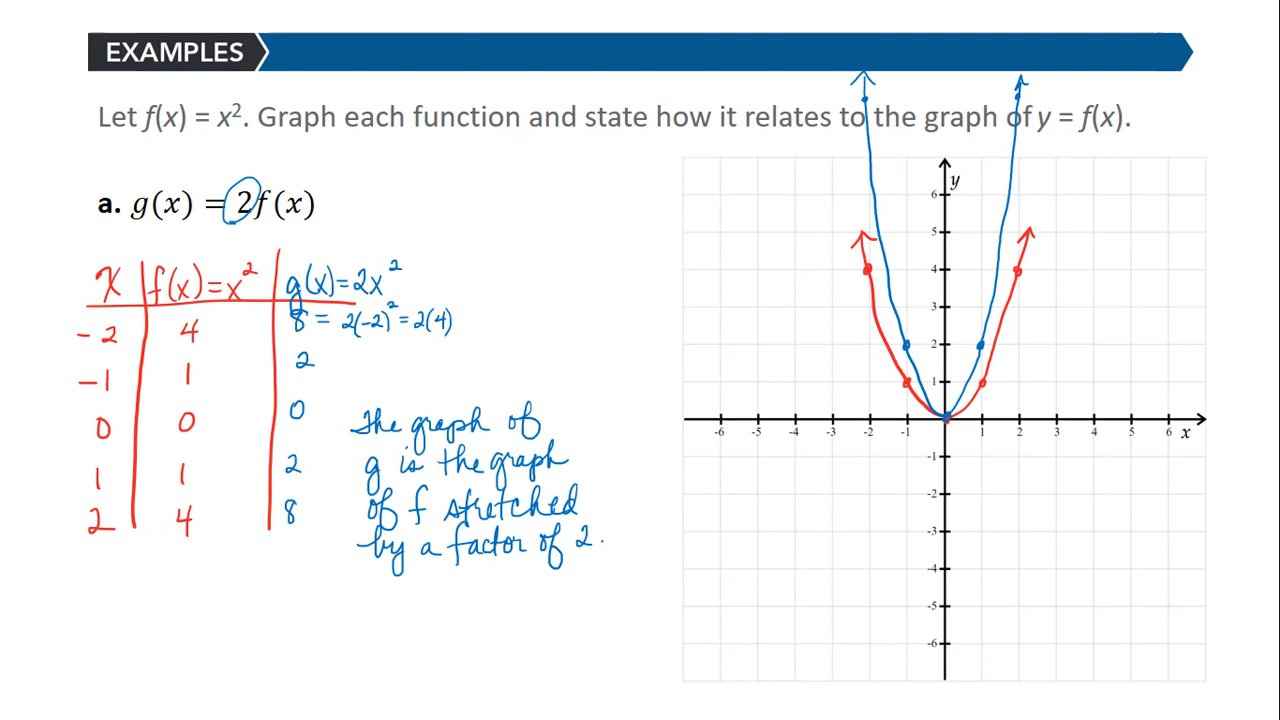 EXAMPLES
Let f(x) = x². Graph each function and state how it relates to the graph of y = f(x).
a. g(x) = 2f(x)
x f(x)=x² g(x)=2x²
-2 4 8 = 2(-2)² = 2(4)
-1 1 2
0 0 0
1 1 2
2 4 8
The graph of
g is the graph
of f stretched
by a factor of 2.
y
6
5
4
3
2
1
-6 -5 -4 -3 -2 -1 1 2 3 4 5 6 x
-1
-2
-3
-4
-5
-6